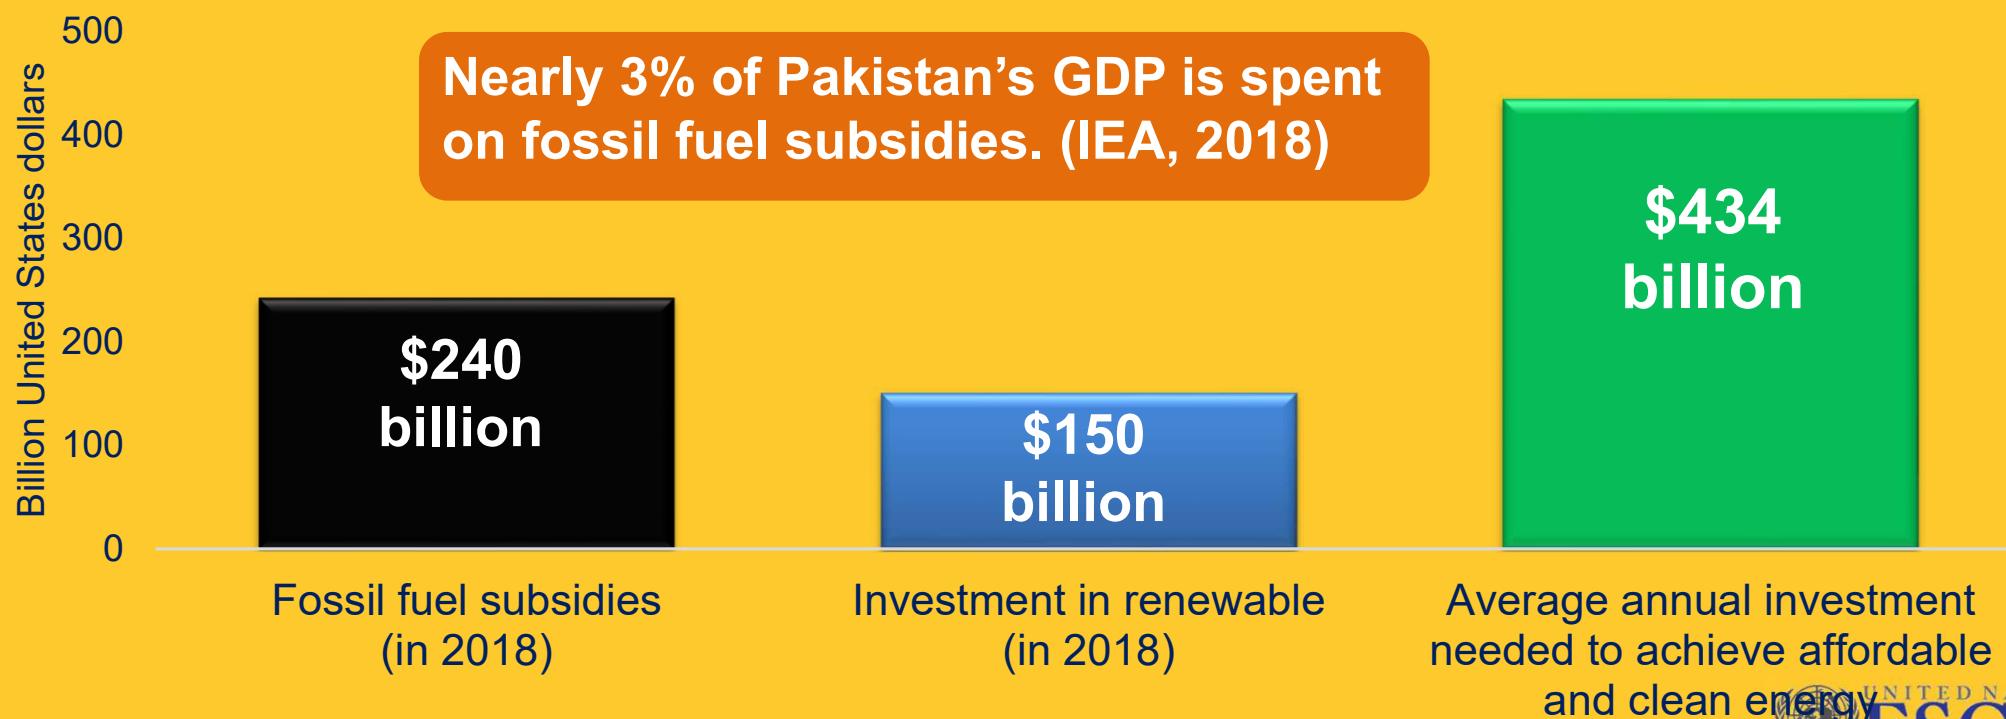 500
400
300
200
100
0
Billion United States dollars
Nearly 3% of Pakistan’s GDP is spent
on fossil fuel subsidies. (IEA, 2018)
$240
billion
$150
billion
$434
billion
Fossil fuel subsidies
(in 2018)
Investment in renewable
(in 2018)
Average annual investment
needed to achieve affordable
and clean energy
UNITED